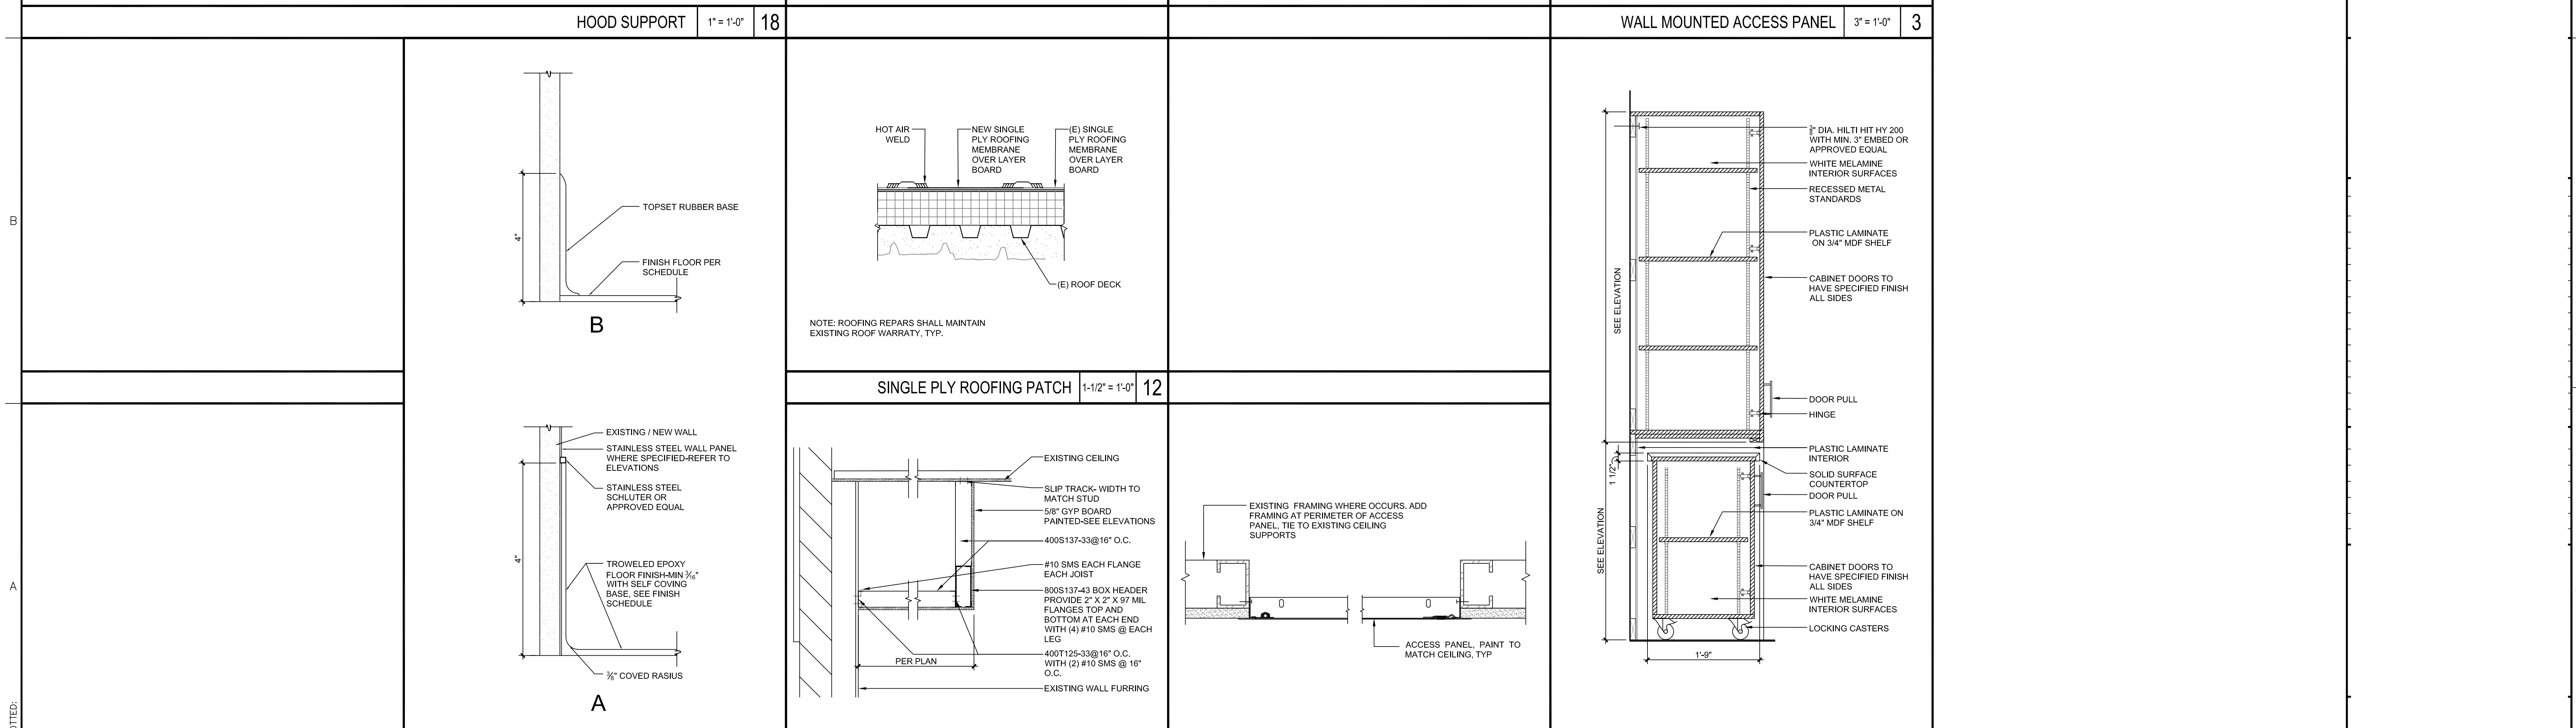 HOOD SUPPORT
1" = 1'-0"
18
WALL MOUNTED ACCESS PANEL
3" = 1'-0"
3
B
4"
TOPSET RUBBER BASE
FINISH FLOOR PER
SCHEDULE
B
HOT AIR
WELD
NEW SINGLE
PLY ROOFING
MEMBRANE
OVER LAYER
BOARD
(E) SINGLE
PLY ROOFING
MEMBRANE
OVER LAYER
BOARD
(E) ROOF DECK
NOTE: ROOFING REPARS SHALL MAINTAIN
EXISTING ROOF WARRATY, TYP.
SINGLE PLY ROOFING PATCH
1-1/2" = 1'-0"
12
A
4"
EXISTING / NEW WALL
STAINLESS STEEL WALL PANEL
WHERE SPECIFIED-REFER TO
ELEVATIONS
STAINLESS STEEL
SCHLUTER OR
APPROVED EQUAL
TROWELED EPOXY
FLOOR FINISH-MIN 3/16"
WITH SELF COVING
BASE, SEE FINISH
SCHEDULE
3/8" COVED RASIUS
A
EXISTING CEILING
SLIP TRACK- WIDTH TO
MATCH STUD
5/8" GYP BOARD
PAINTED-SEE ELEVATIONS
400S137-33@16" O.C.
#10 SMS EACH FLANGE
EACH JOIST
800S137-43 BOX HEADER
PROVIDE 2" X 2" X 97 MIL
FLANGES TOP AND
BOTTOM AT EACH END
WITH (4) #10 SMS @ EACH
LEG
400T125-33@16" O.C.
WITH (2) #10 SMS @ 16"
O.C.
EXISTING WALL FURRING
PER PLAN
EXISTING FRAMING WHERE OCCURS. ADD
FRAMING AT PERIMETER OF ACCESS
PANEL, TIE TO EXISTING CEILING
SUPPORTS
ACCESS PANEL, PAINT TO
MATCH CEILING, TYP
SEE ELEVATION
SEE ELEVATION
1 1/2"
1'-9"
DIA. HILTI HIT HY 200
WITH MIN. 3" EMBED OR
APPROVED EQUAL
WHITE MELAMINE
INTERIOR SURFACES
RECESSED METAL
STANDARDS
PLASTIC LAMINATE
ON 3/4" MDF SHELF
CABINET DOORS TO
HAVE SPECIFIED FINISH
ALL SIDES
DOOR PULL
HINGE
PLASTIC LAMINATE
INTERIOR
SOLID SURFACE
COUNTERTOP
DOOR PULL
PLASTIC LAMINATE ON
3/4" MDF SHELF
CABINET DOORS TO
HAVE SPECIFIED FINISH
ALL SIDES
WHITE MELAMINE
INTERIOR SURFACES
LOCKING CASTERS